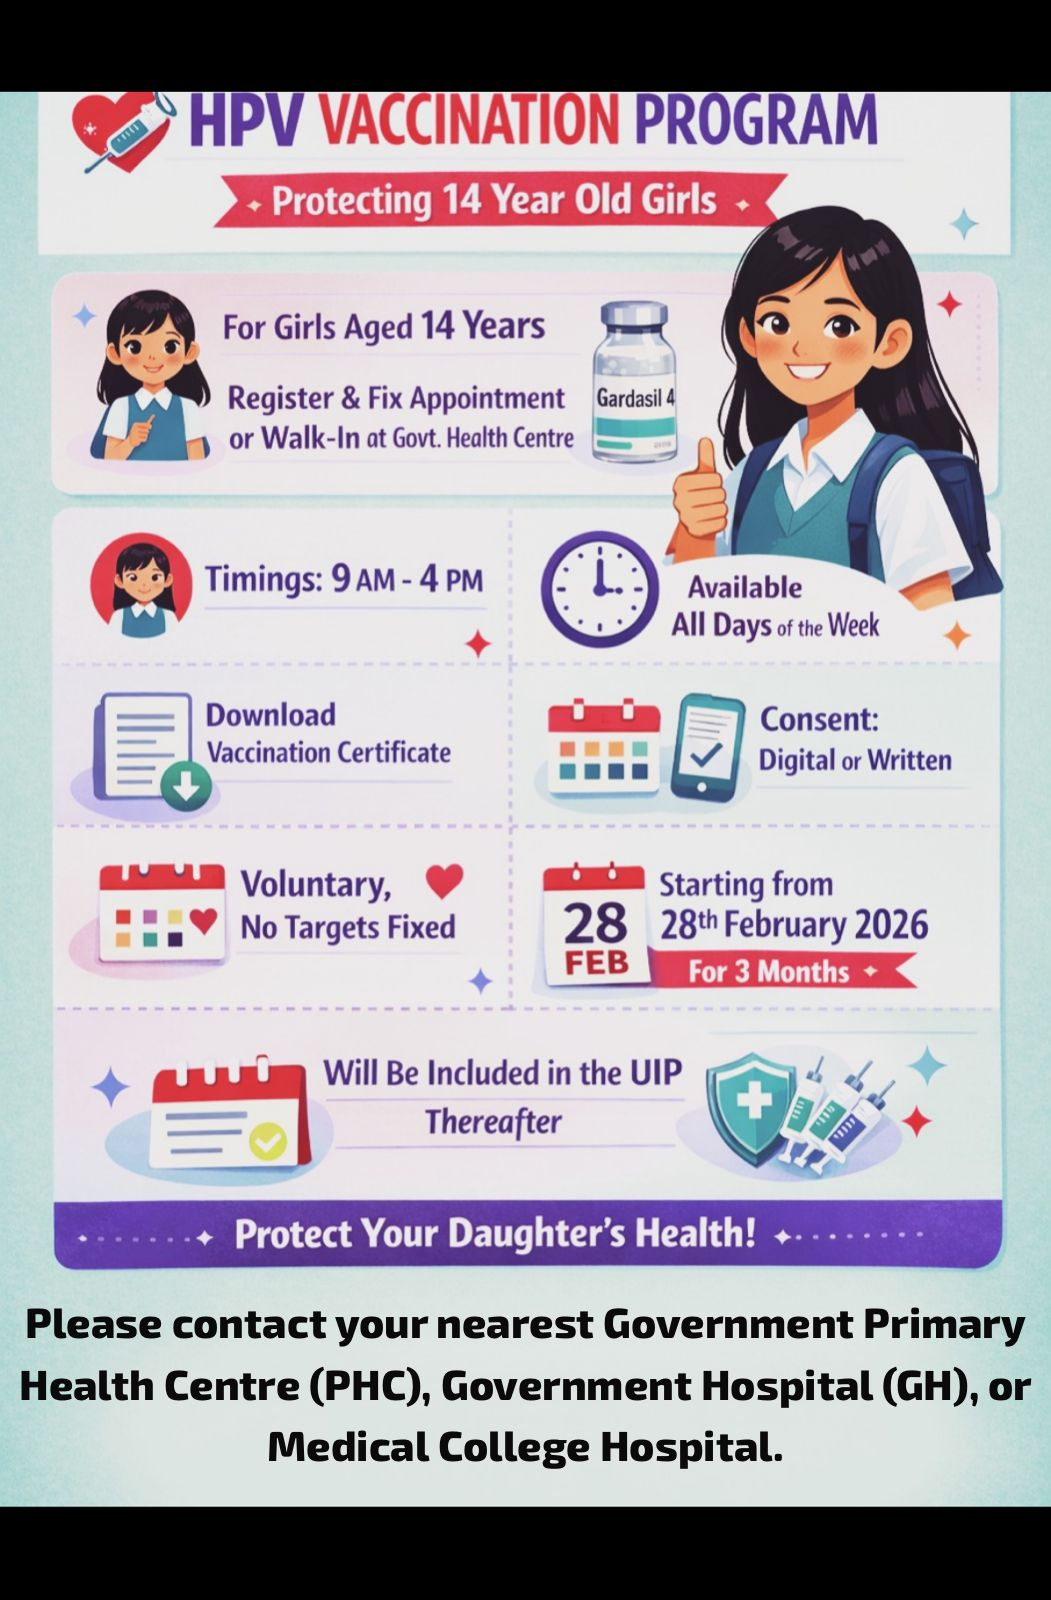 HPV VACCINATION PROGRAM
Protecting 14 Year Old Girls
For Girls Aged 14 Years
Register & Fix Appointment
or Walk-In at Govt. Health Centre
Gardasil 4
Timings: 9 AM - 4 PM
Available
All Days of the Week
Download
Vaccination Certificate
Consent:
Digital or Written
Voluntary,
No Targets Fixed
28
FEB
Starting from
28th February 2026
For 3 Months
Will Be Included in the UIP
Thereafter
Protect Your Daughter's Health!
Please contact your nearest Government Primary
Health Centre (PHC), Government Hospital (GH), or
Medical College Hospital.